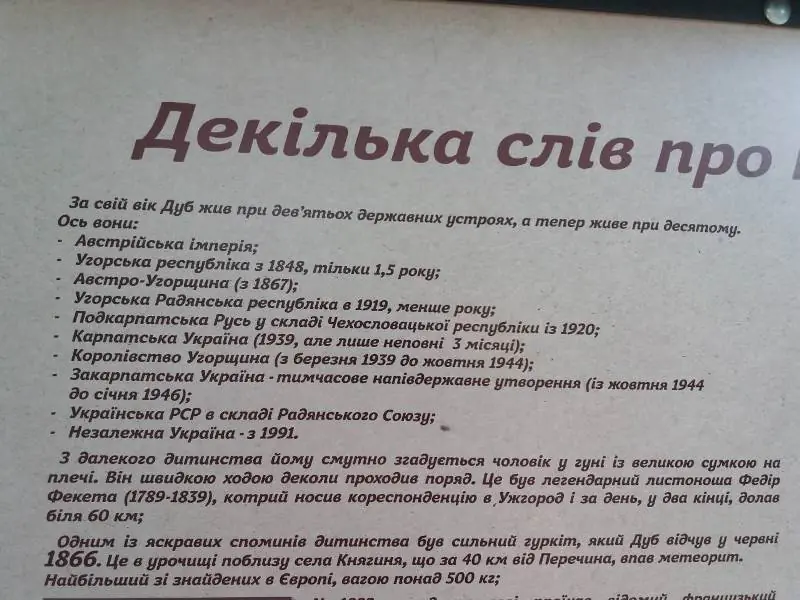 Декілька слів про
За свій вік Дуб жив при дев'ятьох державних устроях, а тепер живе при десятому.
Ось вони:
- Австрійська імперія;
- Угорська республіка з 1848, тільки 1,5 року;
- Австро-Угорщина (з 1867);
- Угорська Радянська республіка в 1919, менше року;
- Подкарпатська Русь у складі Чехословацької республіки із 1920;
- Карпатська Україна (1939, але лише неповні 3 місяці);
- Королівство Угорщина (з березня 1939 до жовтня 1944);
- Закарпатська Україна - тимчасове напівдержавне утворення (із жовтня 1944
до січня 1946);
- Українська РСР в складі Радянського Союзу;
- Незалежна Україна - з 1991.
З далекого дитинства йому смутно згадується чоловік у гуні із великою сумкою на
плечі. Він швидкою ходою деколи проходив поряд. Це був легендарний листоноша Федір
Фекета (1789-1839), котрий носив кореспонденцію в Ужгород і за день, у два кінці, долав
біля 60 км;
Одним із яскравих споминів дитинства був сильний гуркіт, який Дуб відчув у червні
1866. Це в урочищі поблизу села Княгиня, що за 40 км від Перечина, впав метеорит.
Найбільший зі знайдених в Європі, вагою понад 500 кг;